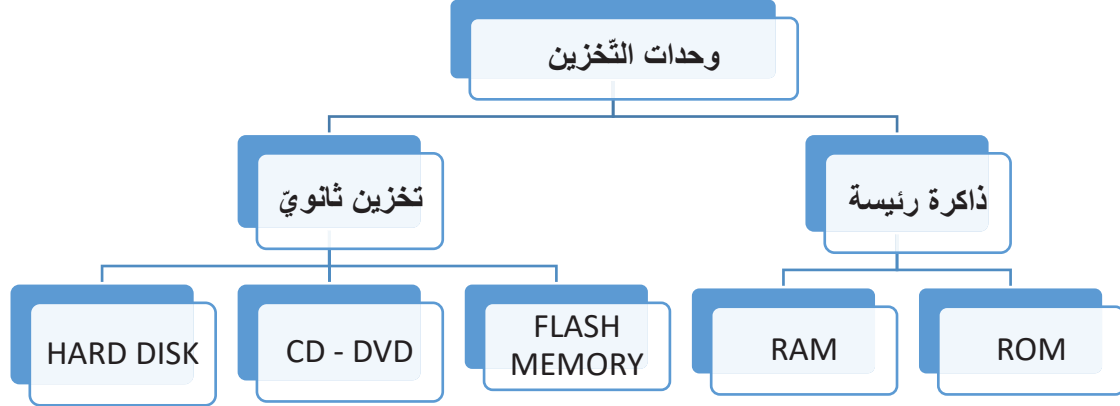 وحدات التّخزين
ذاكرة رئيسة
تخزين ثانويّ
ROM
RAM
FLASH
MEMORY
CD - DVD
HARD DISK